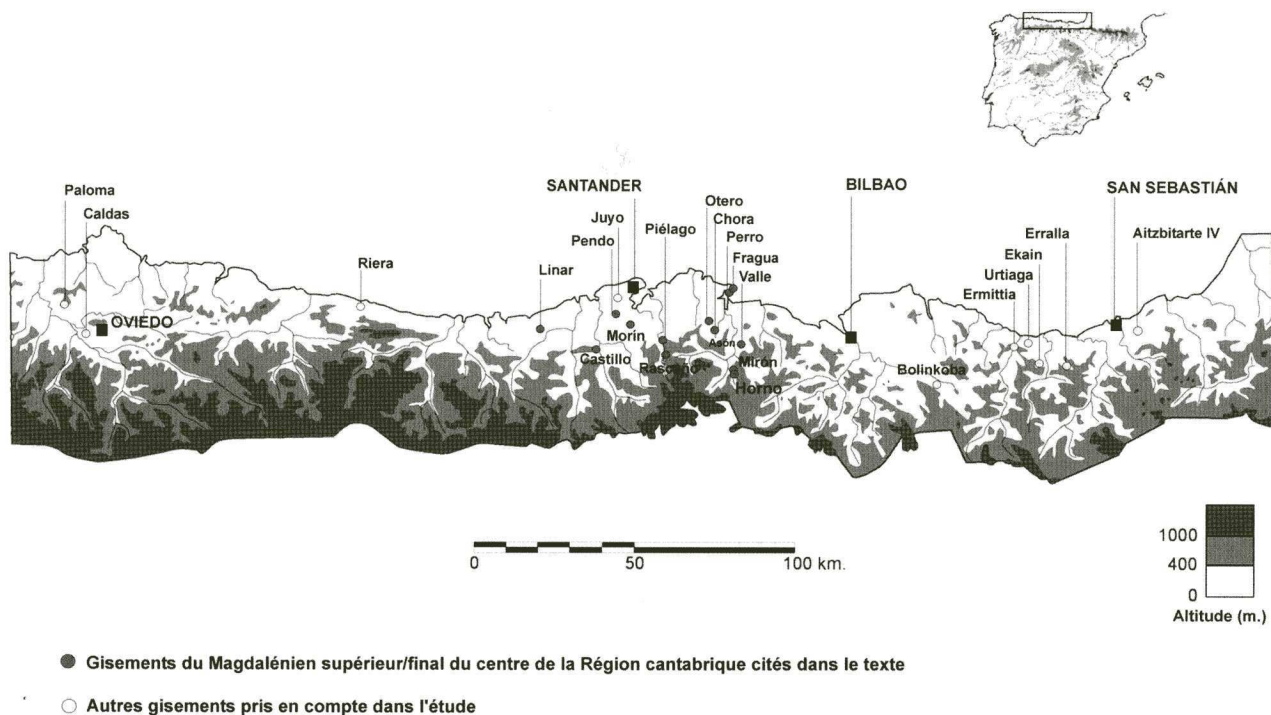 SANTANDER
BILBAO
SAN SEBASTIÁN
Paloma
Caldas
Riera
Linar
Juyo
Pendo
Piélago
Otero
Chora
Perro
Fragua
Valle
Erralla
Ekain
Urtiaga
Ermittia
Aitzbitarte IV
OVIEDO
Morín
Castillo
Rascaño
Asón
Mirón
Horno
Bolinkoba
0 50 100 km.
1000
400
0
Altitude (m.)
Gisements du Magdalénien supérieur/final du centre de la Région cantabrique cités dans le texte
Autres gisements pris en compte dans l'étude